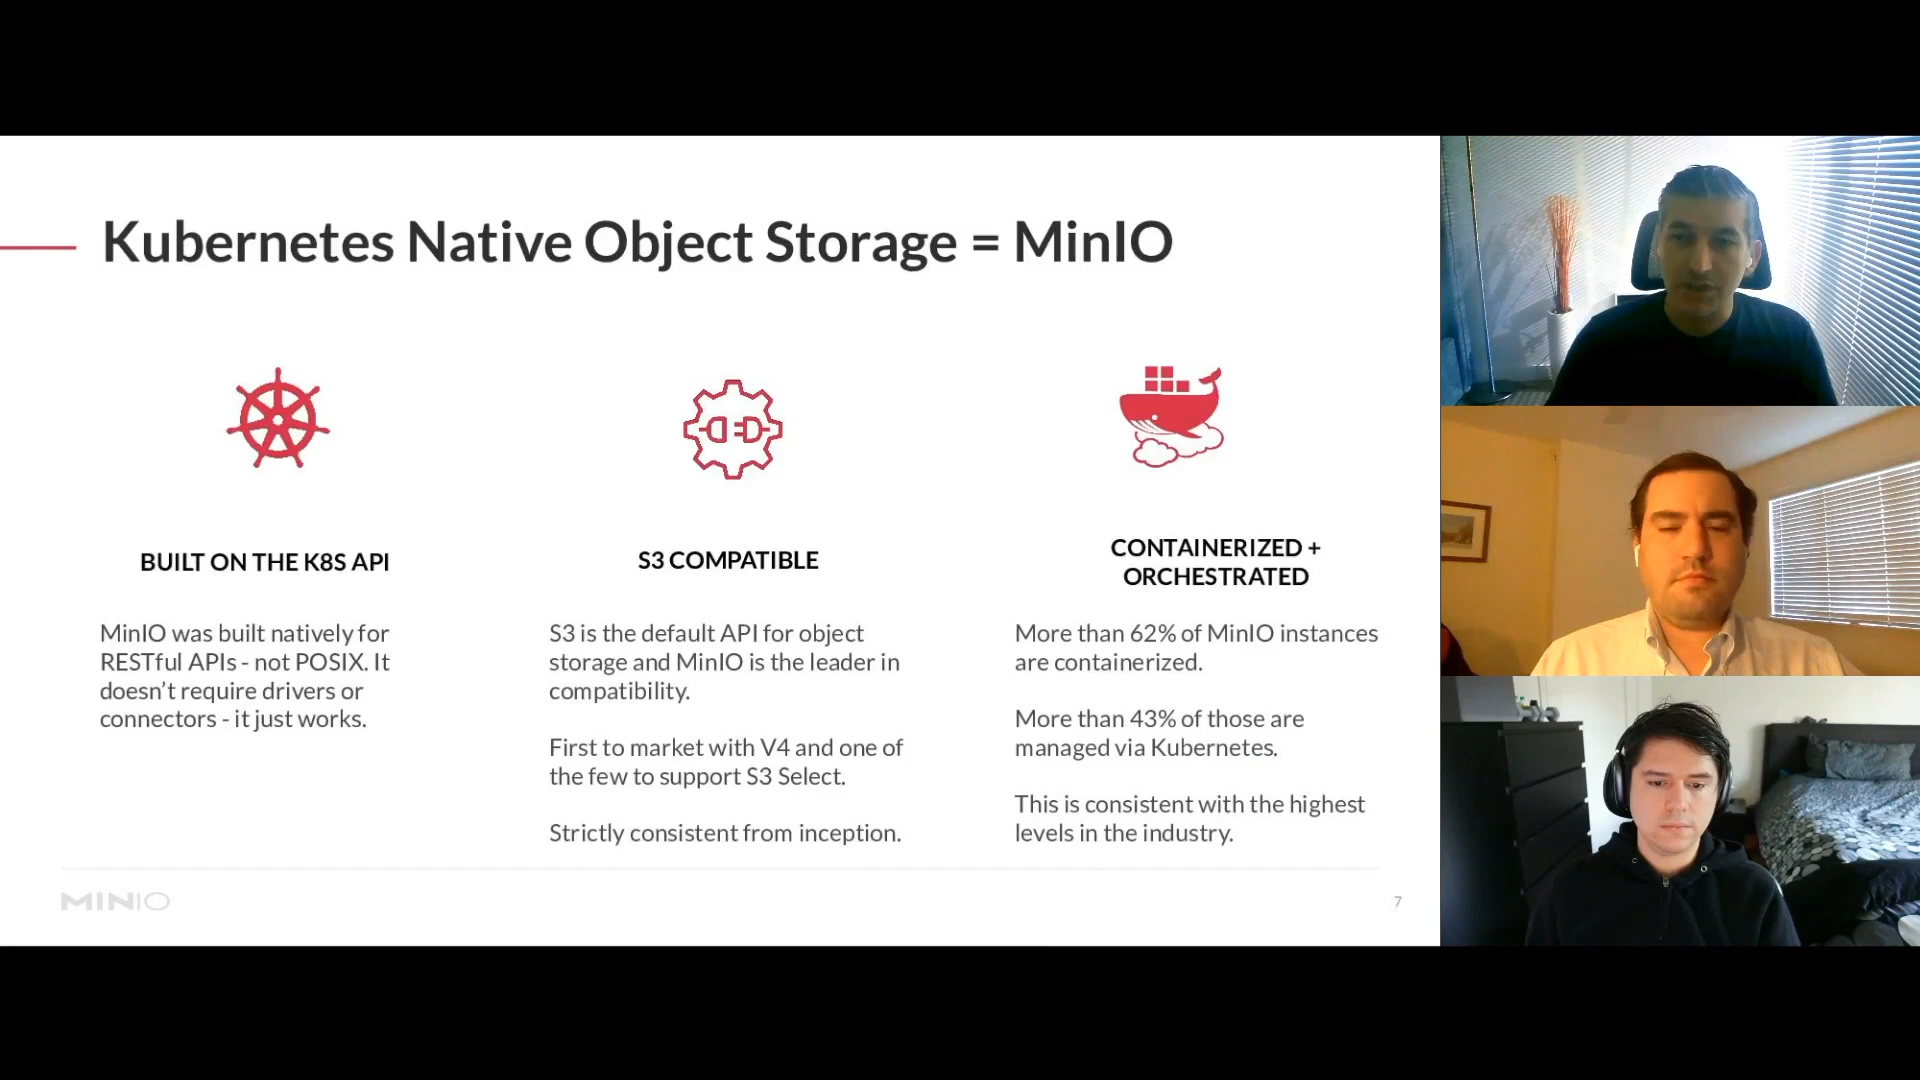 Kubernetes Native Object Storage = MinIO
BUILT ON THE K8S API
MinIO was built natively for
RESTful APIs - not POSIX. It
doesn't require drivers or
connectors - it just works.
S3 COMPATIBLE
S3 is the default API for object
storage and MinIO is the leader in
compatibility.
First to market with V4 and one of
the few to support S3 Select.
Strictly consistent from inception.
CONTAINERIZED +
ORCHESTRATED
More than 62% of MinIO instances
are containerized.
More than 43% of those are
managed via Kubernetes.
This is consistent with the highest
levels in the industry.
MINIO
7